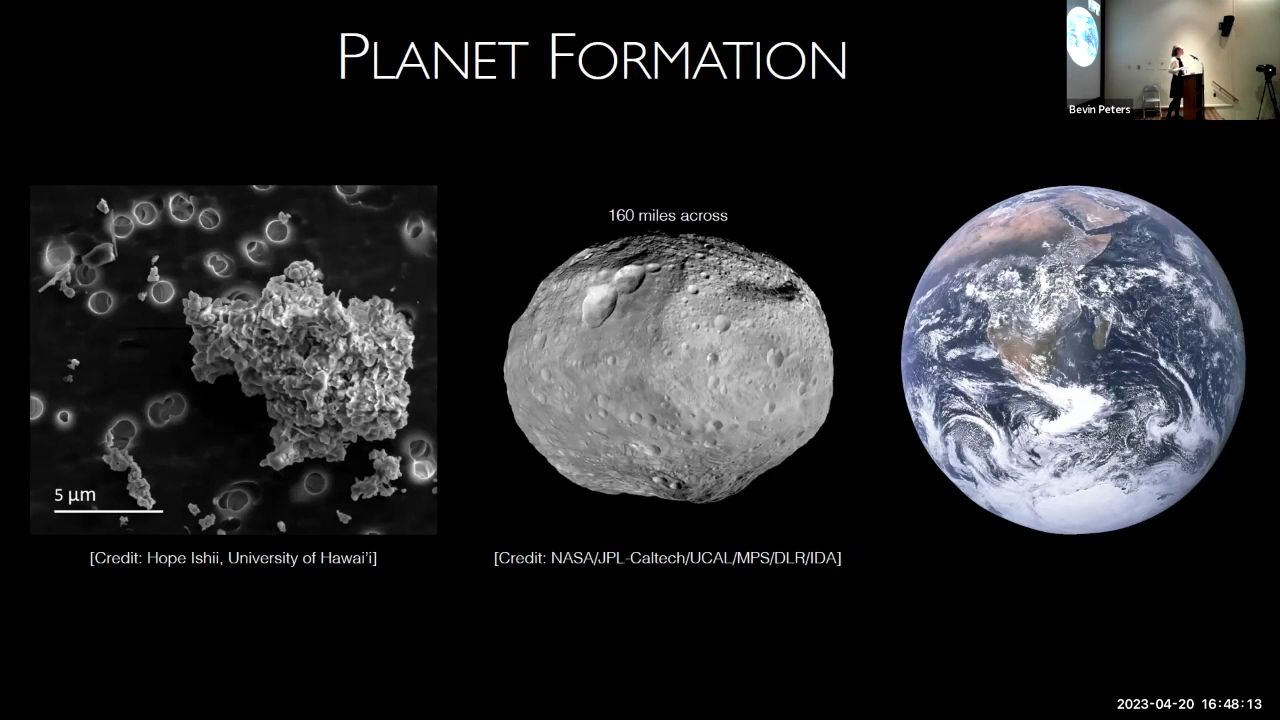 PLANET FORMATION
Bevin Peters
160 miles across
5 μm
[Credit: Hope Ishii, University of Hawai'i]
[Credit: NASA/JPL-Caltech/UCAL/MPS/DLR/IDA]
2023-04-20 16:48:13